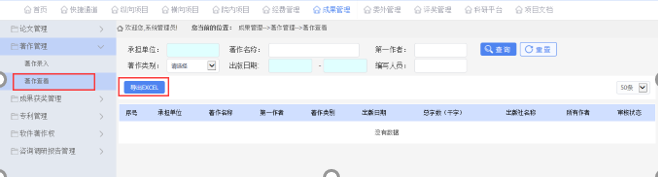 首页 快捷通道 纵向项目 横向项目 院内项目 经费管理 成果管理 委外管理 评奖管理 科研平台 项目文档
论文管理
欢迎您,系统管理员! 您当前的位置: 成果管理-->著作管理-->著作查看
著作管理
著作录入
著作查看
成果获奖管理
专利管理
软件著作权
咨询调研报告管理
承担单位: 著作名称: 第一作者: 查询 重置
著作类别: 请选择 出版日期: - 编写人员:
导出EXCEL 50条
序号 承担单位 著作名称 第一作者 著作类别 出版日期 总字数(千字) 出版社名称 所有作者 审核状态
没有数据